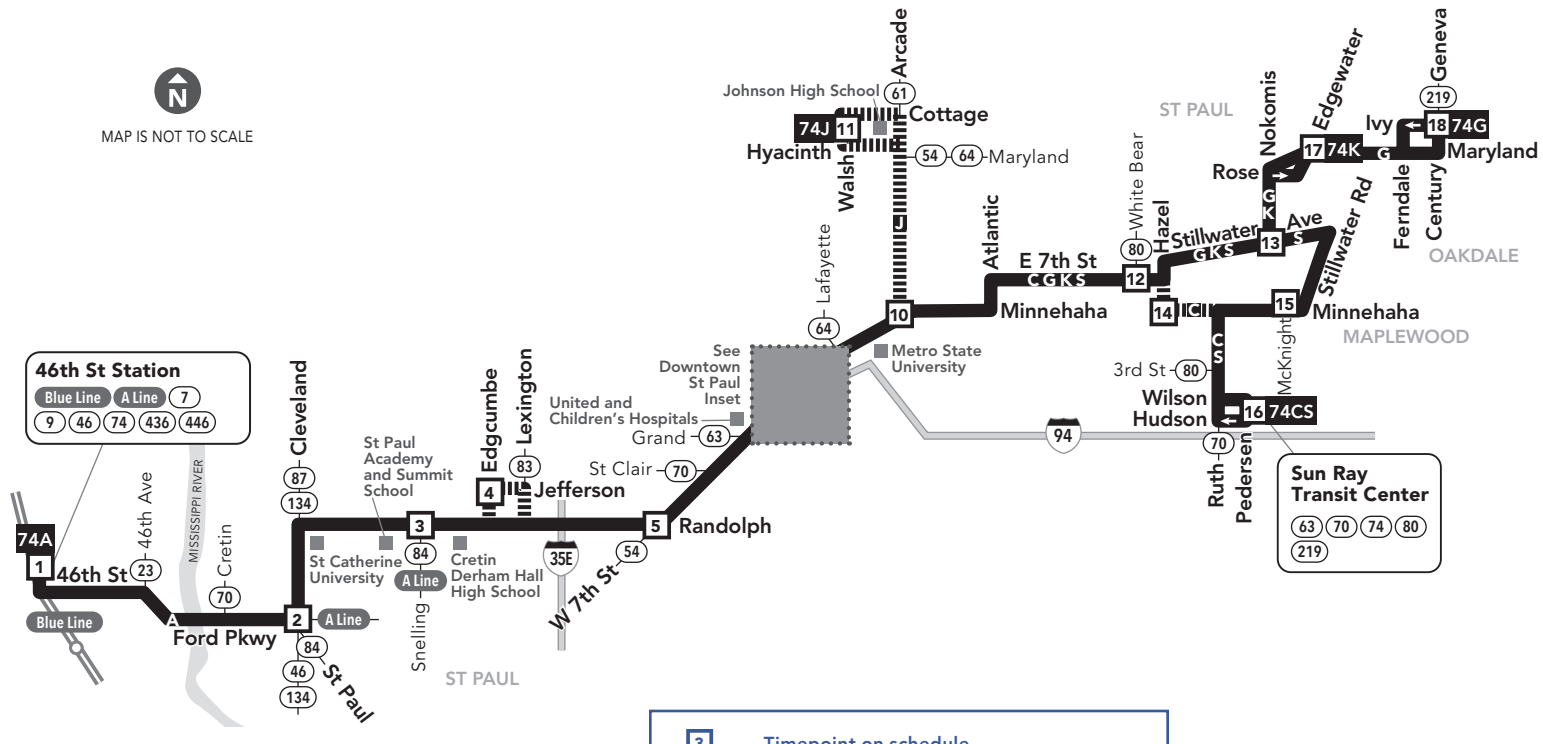 N
MAP IS NOT TO SCALE
46th St Station
Blue Line A Line 7
9 46 74 436 446
74A
1
46th St
46th Ave
23
MISSISSIPPI RIVER
Cretin
70
A
Ford Pkwy
Blue Line
Cleveland
87
134
2
A Line
84
46
134
St Paul
St Catherine
University
St Paul
Academy
and Summit
School
3
84
A Line
Snelling
Cretin
Derham Hall
High School
ST PAUL
Edgcumbe
4
Lexington
83
Jefferson
35E
W 7th St
54
5
Randolph
St Clair
70
Grand
63
United and
Children's Hospitals
See
Downtown
St Paul
Inset
Lafayette
64
Metro State
University
94
10
Johnson High School
Arcade
61
Cottage
74J
11
Hyacinth
Walsh
54
64
Maryland
J
Atlantic
Minnehaha
E 7th St
C G K S
12
80
White Bear
Hazel
14
C
Stillwater Ave
G K S
13
S
G
K
Nokomis
Rose
Edgewater
17
74K
ST PAUL
G
Ivy
219
Geneva
18
74G
Maryland
Ferndale
Century
OAKDALE
Stillwater Rd
15
Minnehaha
MAPLEWOOD
McKnight
C
S
3rd St
80
Wilson
Hudson
16
74CS
70
Ruth
Pedersen
Sun Ray
Transit Center
63 70 74 80
219
3
Timepoint on schedule